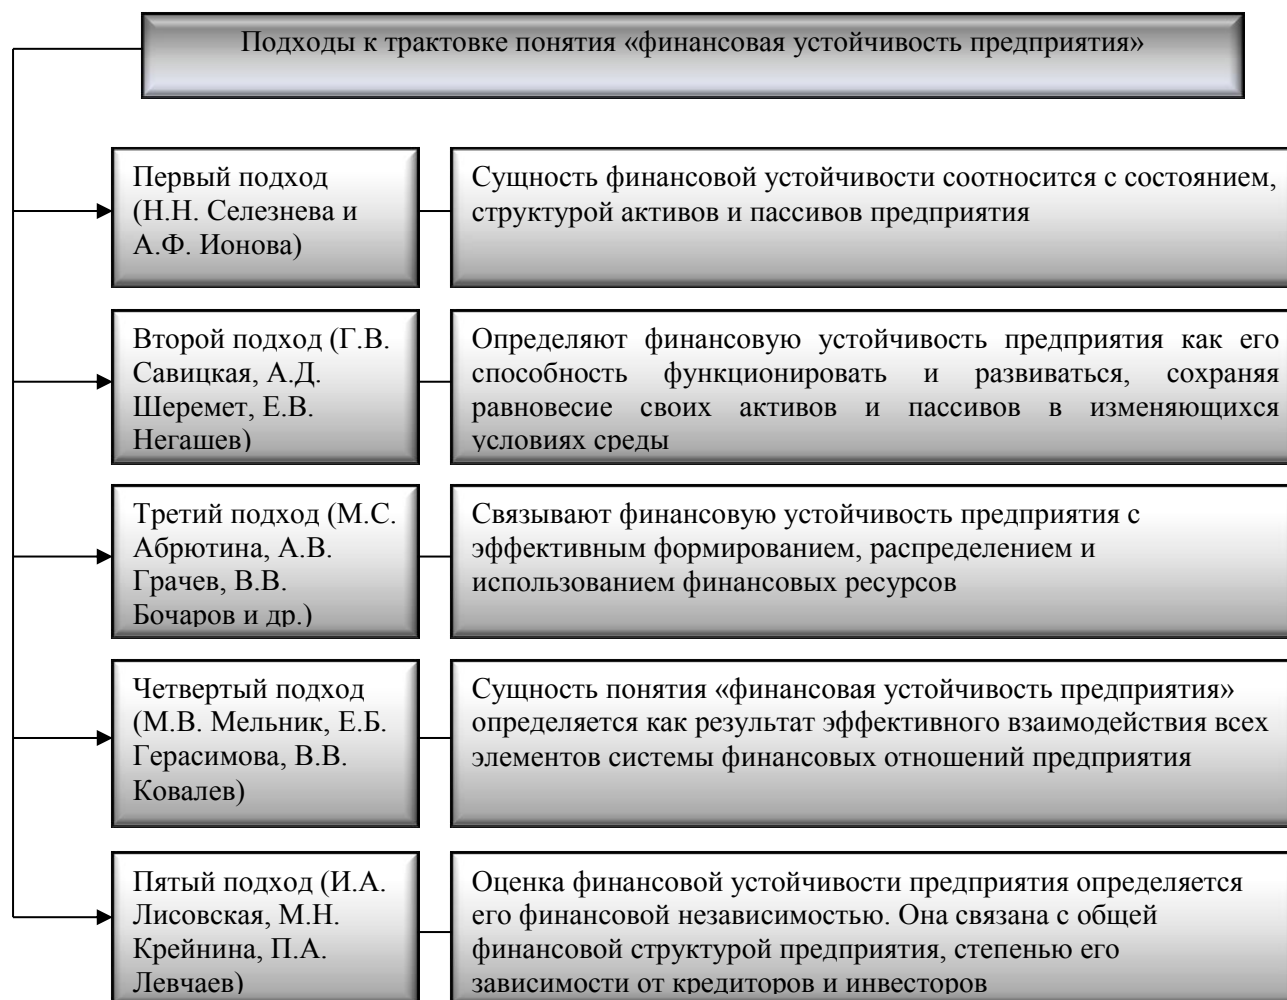 Подходы к трактовке понятия «финансовая устойчивость предприятия»
Первый подход
(Н.Н. Селезнева и
А.Ф. Ионова)
Сущность финансовой устойчивости соотносится с состоянием,
структурой активов и пассивов предприятия
Второй подход (Г.В.
Савицкая, А.Д.
Шеремет, Е.В.
Негашев)
Определяют финансовую устойчивость предприятия как его
способность функционировать и развиваться, сохраняя
равновесие своих активов и пассивов в изменяющихся
условиях среды
Третий подход (М.С.
Абрютина, А.В.
Грачев, В.В.
Бочаров и др.)
Связывают финансовую устойчивость предприятия с
эффективным формированием, распределением и
использованием финансовых ресурсов
Четвертый подход
(М.В. Мельник, Е.Б.
Герасимова, В.В.
Ковалев)
Сущность понятия «финансовая устойчивость предприятия»
определяется как результат эффективного взаимодействия всех
элементов системы финансовых отношений предприятия
Пятый подход (И.А.
Лисовская, М.Н.
Крейнина, П.А.
Левчаев)
Оценка финансовой устойчивости предприятия определяется
его финансовой независимостью. Она связана с общей
финансовой структурой предприятия, степенью его
зависимости от кредиторов и инвесторов